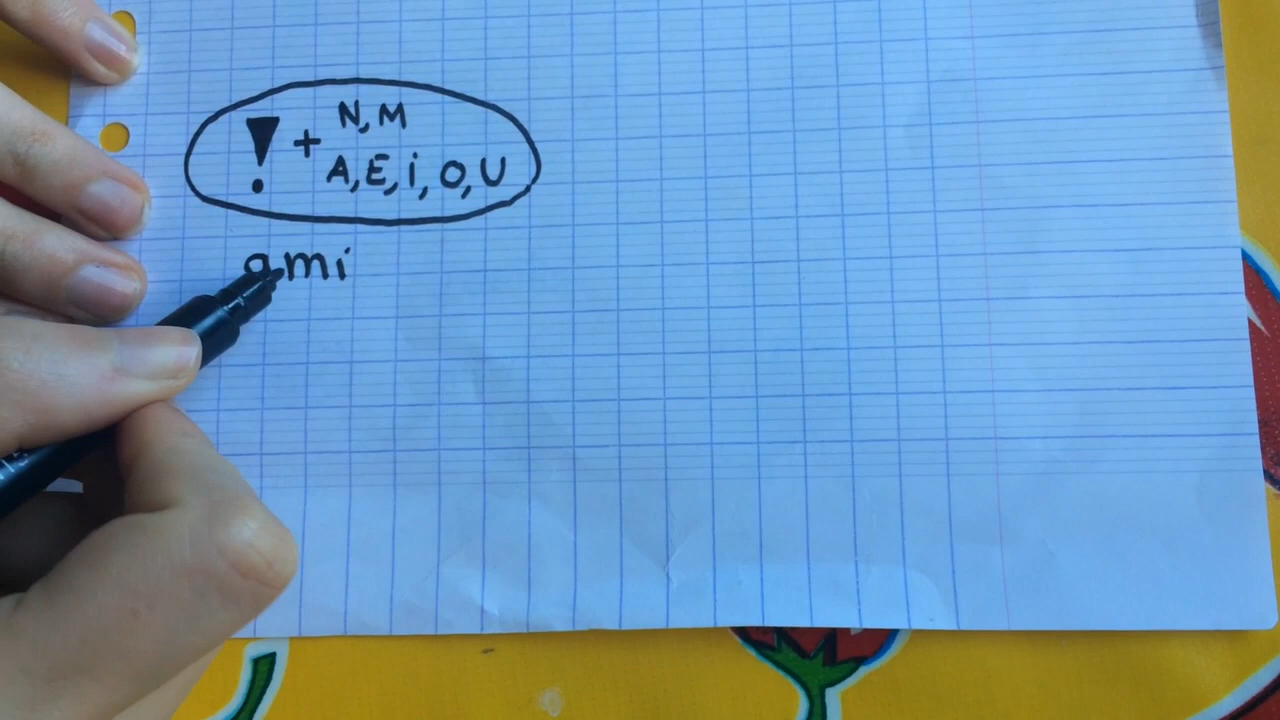 ! + N, M
A, E, i, O, U
ami